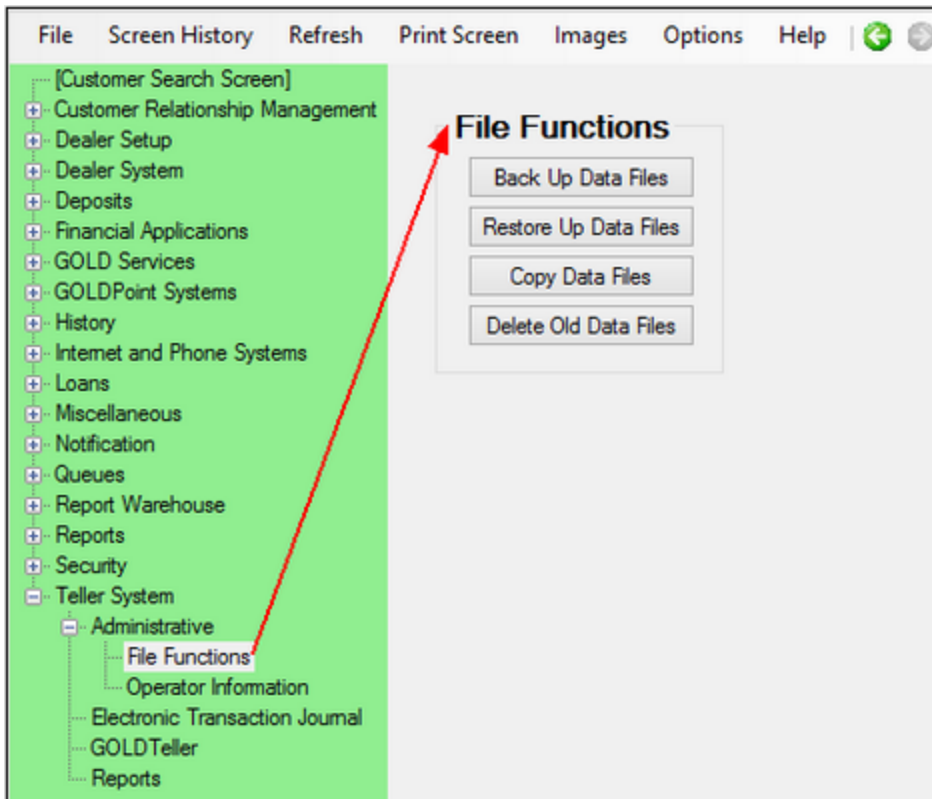 File Screen History Refresh Print Screen Images Options Help
[Customer Search Screen]
Customer Relationship Management
Dealer Setup
Dealer System
Deposits
Financial Applications
GOLD Services
GOLDPoint Systems
History
Internet and Phone Systems
Loans
Miscellaneous
Notification
Queues
Report Warehouse
Reports
Security
Teller System
Administrative
File Functions
Operator Information
Electronic Transaction Journal
GOLDTeller
Reports
File Functions
Back Up Data Files
Restore Up Data Files
Copy Data Files
Delete Old Data Files